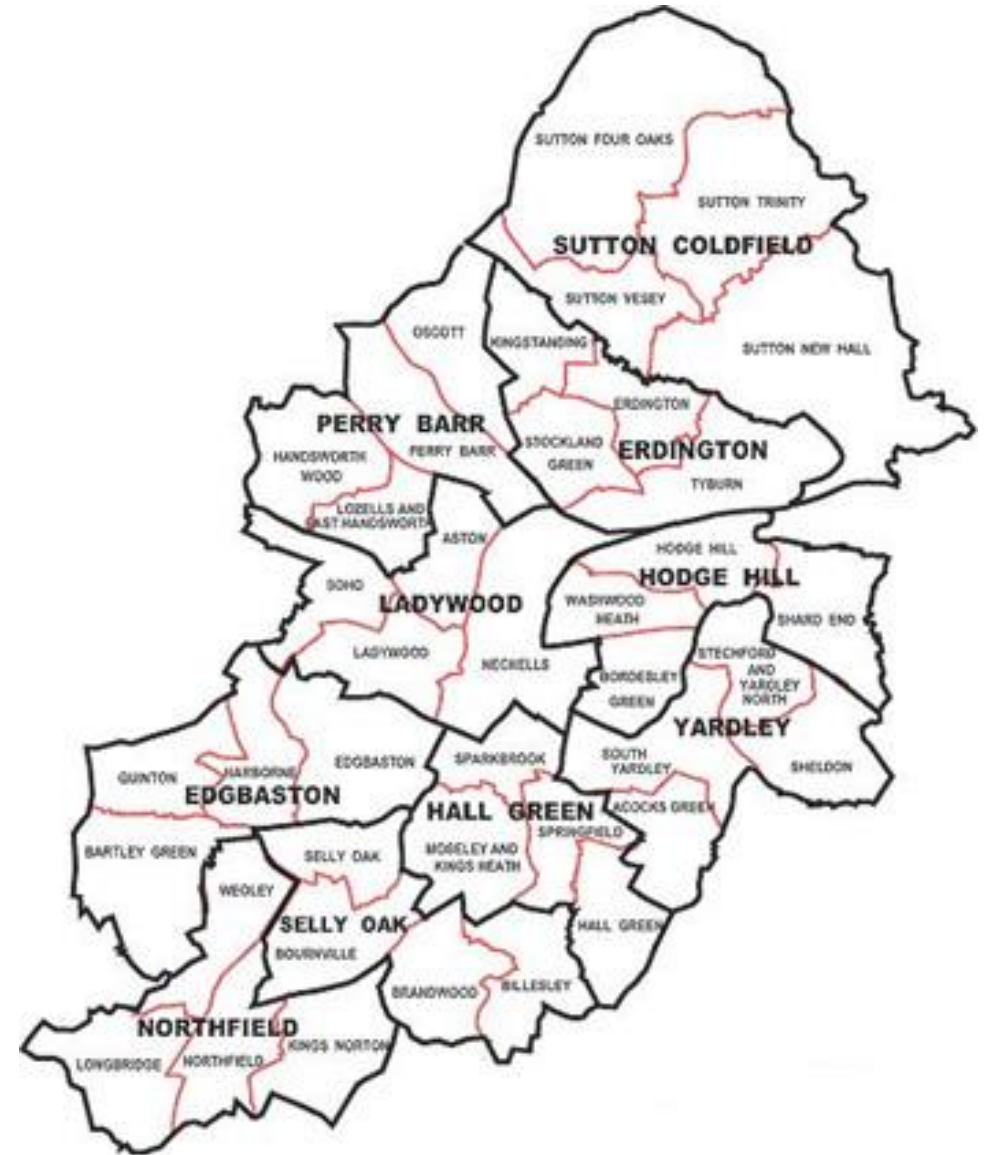 SUTTON FOUR OAKS
SUTTON TRINITY
SUTTON COLDFIELD
SUTTON VESEY
OSCOTT
KINGSTANDING
SUTTON NEW HALL
ERDINGTON
PERRY BARR
HANDSWORTH
WOOD
PERRY BARR
STOCKLAND
GREEN
ERDINGTON
TYBURN
LOZELLS AND
EAST HANDSWORTH
ASTON
HODGE HILL
HODGE HILL
SOHO
LADYWOOD
WASHWOOD
HEATH
SHARD END
LADYWOOD
NECHELLS
STECHFORD
AND
YARDLEY
NORTH
BORDESLEY
GREEN
YARDLEY
QUINTON
HARBORNE
EDGBASTON
SPARKBROOK
SOUTH
YARDLEY
SHELDON
EDGBASTON
HALL GREEN
ACOCKS GREEN
SPRINGFIELD
BARTLEY GREEN
SELLY OAK
MOSELEY AND
KINGS HEATH
WEOLEY
SELLY OAK
HALL GREEN
BOURNVILLE
BRANDWOOD
BILLESLEY
NORTHFIELD
LONGBRIDGE
NORTHFIELD
KINGS NORTON